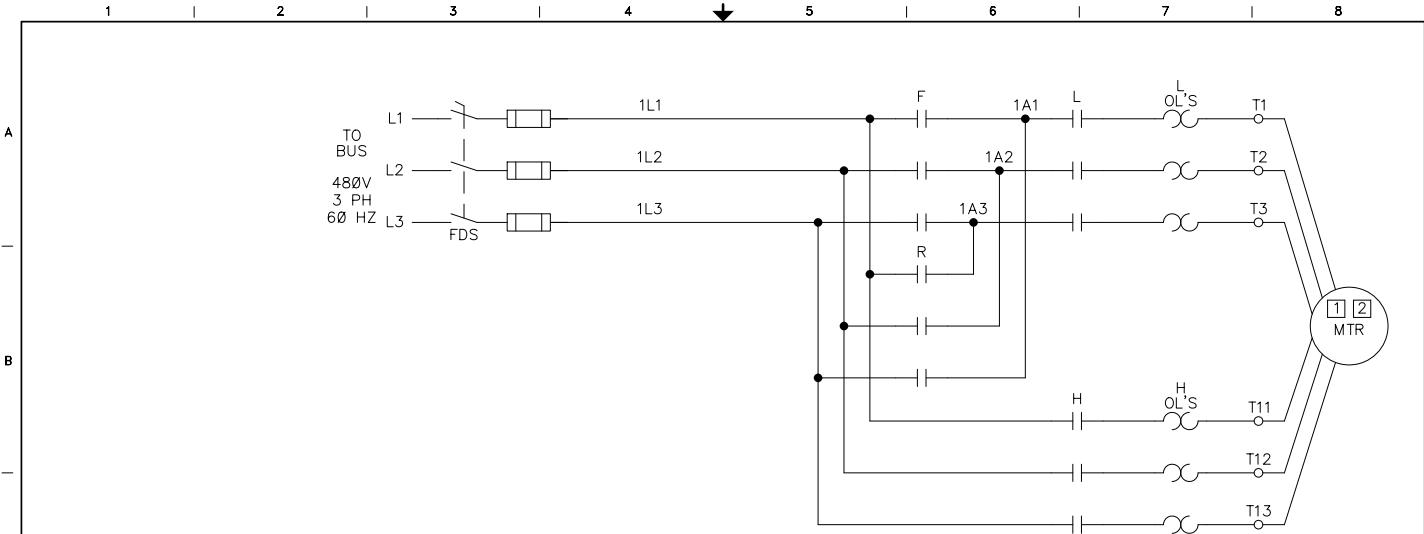 1 2 3 4 5 6 7 8
A
B
F
L
L
OL'S
1L1
1A1
T1
L1
TO
BUS
1L2
1A2
T2
L2
480V
3 PH
60 HZ
1L3
1A3
T3
L3
FDS
R
1 2
MTR
H
H
OL'S
T11
T12
T13